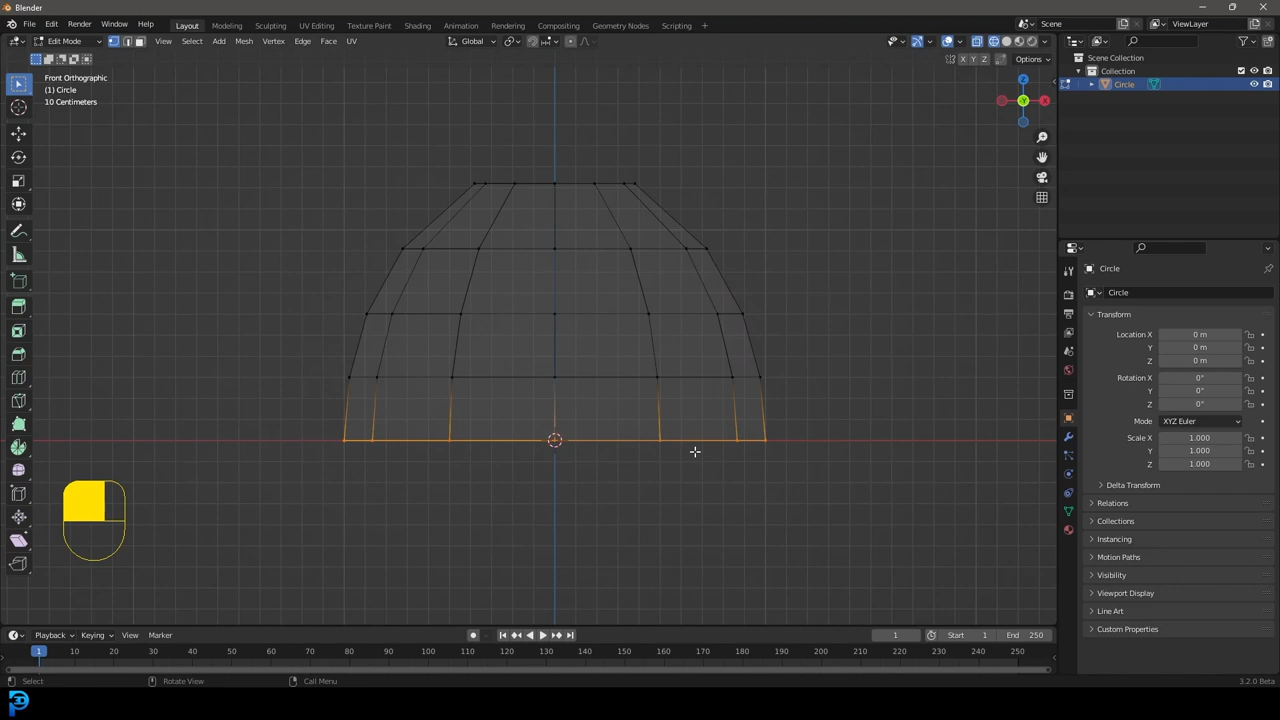 Blender
File Edit Render Window Help Layout Modeling Sculpting UV Editing Texture Paint Shading Animation Rendering Compositing Geometry Nodes Scripting + Scene ViewLayer
Edit Mode View Select Add Mesh Vertex Edge Face UV Global
X Y Z Options
Front Orthographic
(1) Circle
10 Centimeters
Z
Y
X
Scene Collection
Collection
Circle
Circle
Circle
Transform
Location X 0 m
Y 0 m
Z 0 m
Rotation X 0°
Y 0°
Z 0°
Mode XYZ Euler
Scale X 1.000
Y 1.000
Z 1.000
Delta Transform
Relations
Collections
Instancing
Motion Paths
Visibility
Viewport Display
Line Art
Custom Properties
Playback Keying View Marker 1 Start 1 End 250
1 10 20 30 40 50 60 70 80 90 100 110 120 130 140 150 160 170 180 190 200 210 220 230 240 250
Select Rotate View Call Menu 3.2.0 Beta